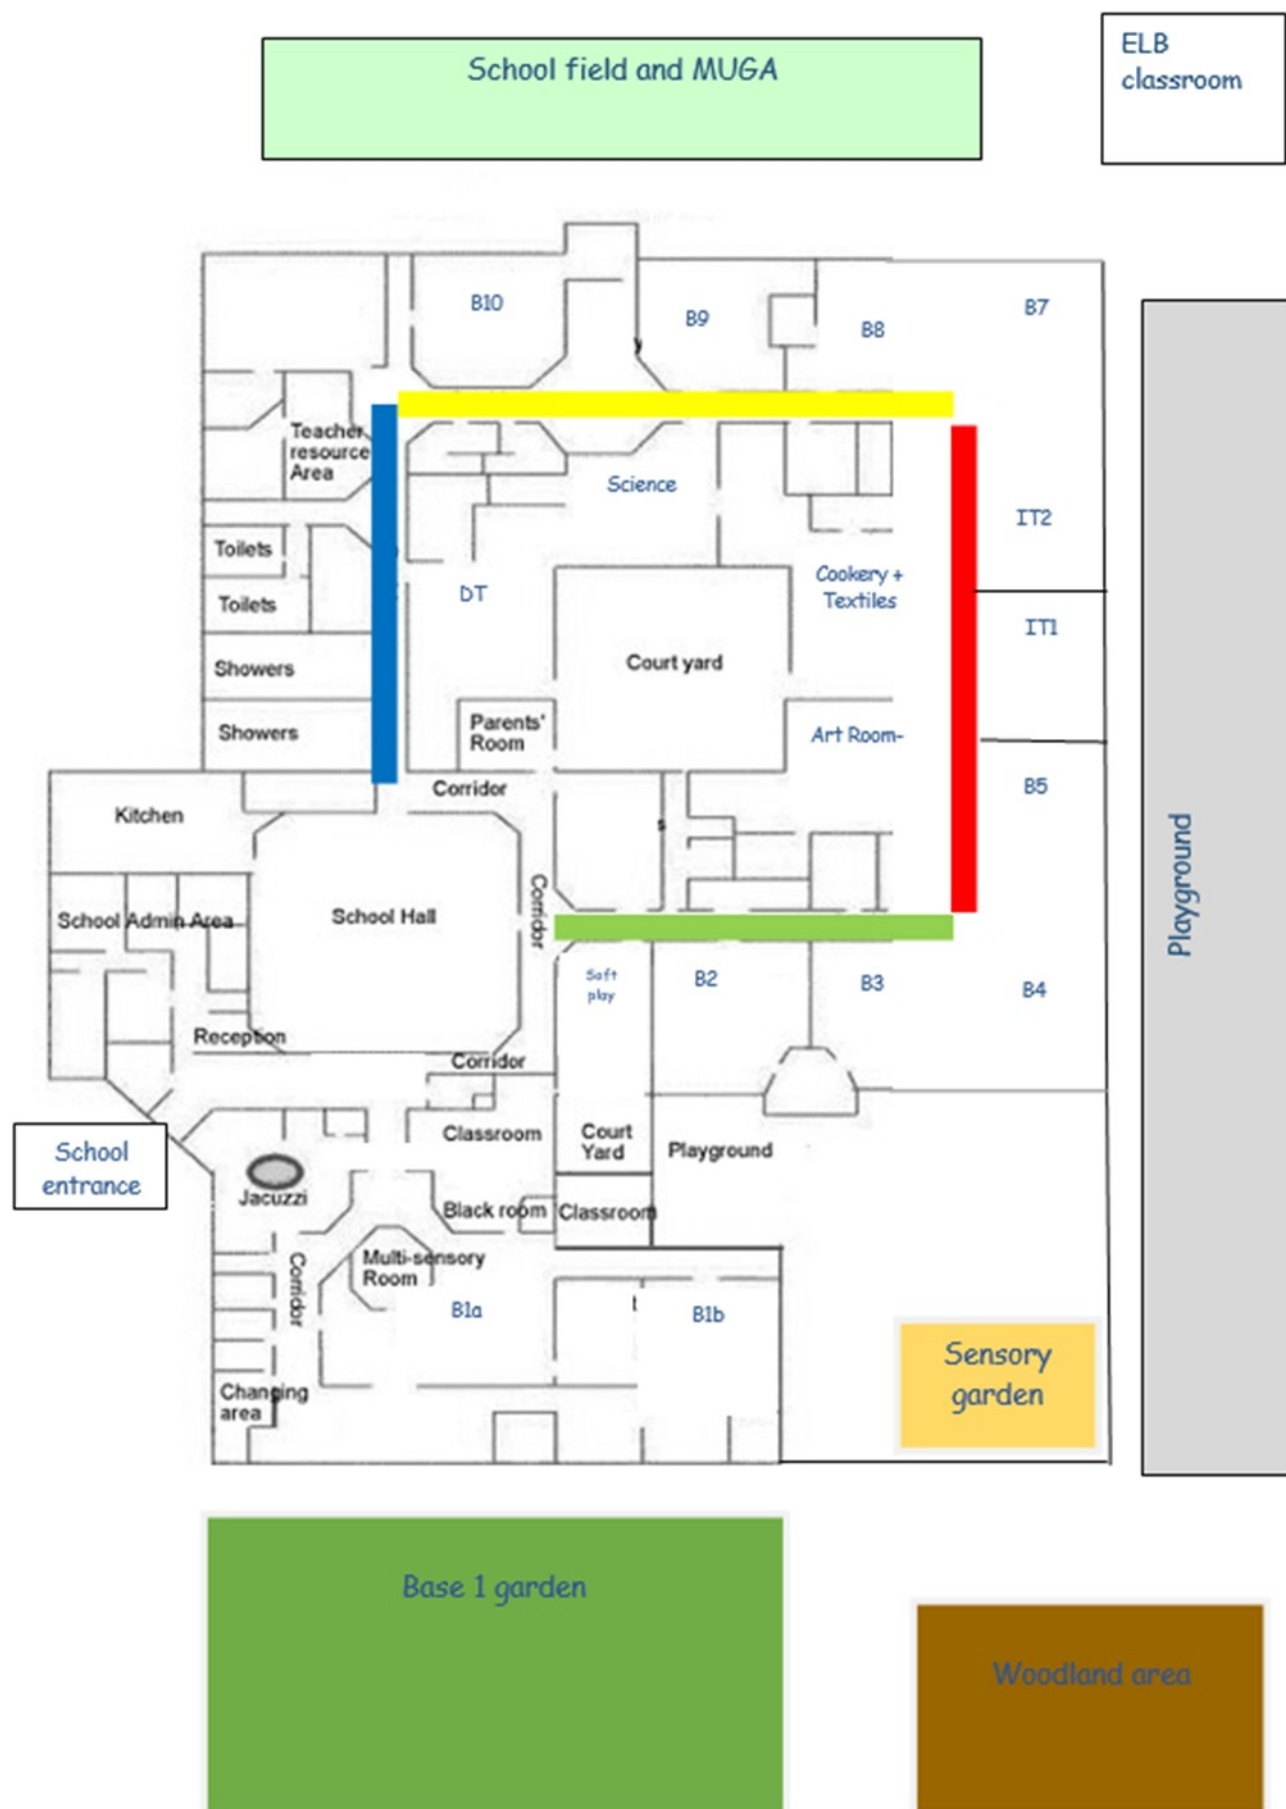 School field and MUGA
ELB
classroom
B10
B9
B8
B7
y
Teacher
resource
Area
Science
IT2
Toilets
Cookery +
Textiles
Toilets
DT
IT1
Court yard
Showers
Showers
Parents'
Room
Art Room-
Corridor
B5
Kitchen
s
School Admin Area
School Hall
Corridor
Playground
Soft
play
B2
B3
B4
Reception
Corridor
School
entrance
Classroom
Court
Yard
Playground
Jacuzzi
Black room
Classroom
Corridor
Multi-sensory
Room
B1a
t
B1b
Sensory
garden
Changing
area
Base 1 garden
Woodland area